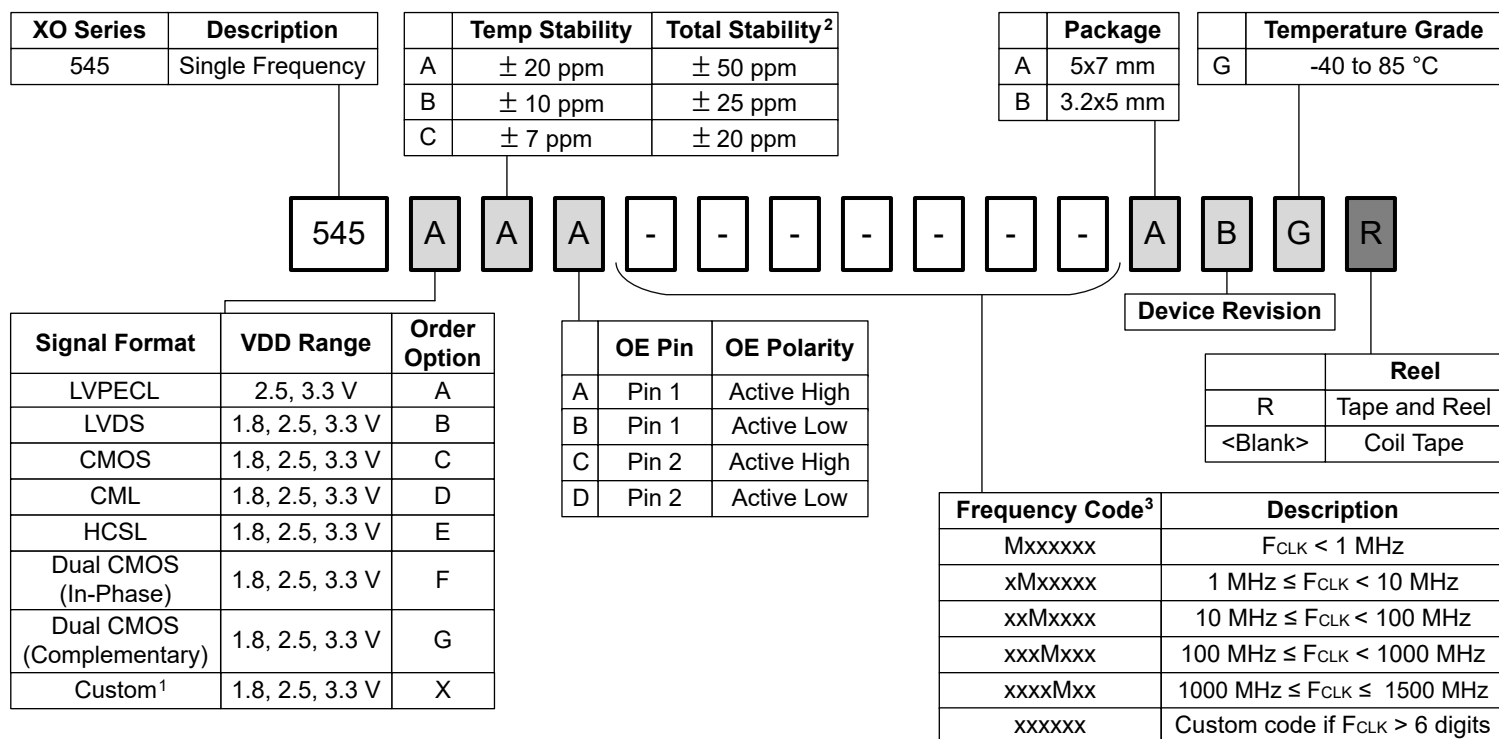 XO Series Description
545 Single Frequency
Temp Stability Total Stability²
A ± 20 ppm ± 50 ppm
B ± 10 ppm ± 25 ppm
C ± 7 ppm ± 20 ppm
Package
A 5x7 mm
B 3.2x5 mm
Temperature Grade
G -40 to 85 °C
545 A A A - - - - - - - A B G R
Signal Format VDD Range Order
Option
LVPECL 2.5, 3.3 V A
LVDS 1.8, 2.5, 3.3 V B
CMOS 1.8, 2.5, 3.3 V C
CML 1.8, 2.5, 3.3 V D
HCSL 1.8, 2.5, 3.3 V E
Dual CMOS
(In-Phase) 1.8, 2.5, 3.3 V F
Dual CMOS
(Complementary) 1.8, 2.5, 3.3 V G
Custom¹ 1.8, 2.5, 3.3 V X
OE Pin OE Polarity
A Pin 1 Active High
B Pin 1 Active Low
C Pin 2 Active High
D Pin 2 Active Low
Device Revision
Reel
R Tape and Reel
<Blank> Coil Tape
Frequency Code³ Description
Mxxxxxx FCLK < 1 MHz
xMxxxxx 1 MHz ≤ FCLK < 10 MHz
xxMxxxx 10 MHz ≤ FCLK < 100 MHz
xxxMxxx 100 MHz ≤ FCLK < 1000 MHz
xxxxMxx 1000 MHz ≤ FCLK ≤ 1500 MHz
xxxxxx Custom code if FCLK > 6 digits